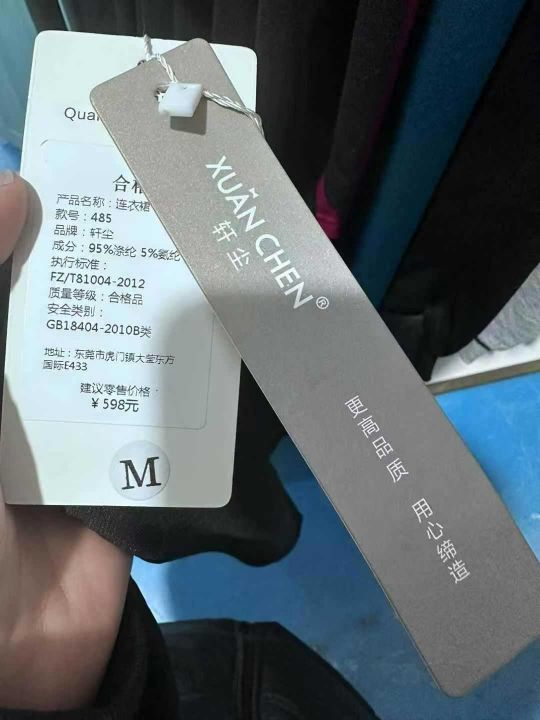 Qua
合格
产品名称：连衣裙
款号：485
品牌：轩尘
成分：95%涤纶 5%氨纶
执行标准：
FZ/T81004-2012
质量等级：合格品
安全类别：
GB18404-2010B类
地址：东莞市虎门镇大莹东方
国际E433
建议零售价格：
￥598元
M
XUAN CHEN®
轩尘
更高品质 用心缔造